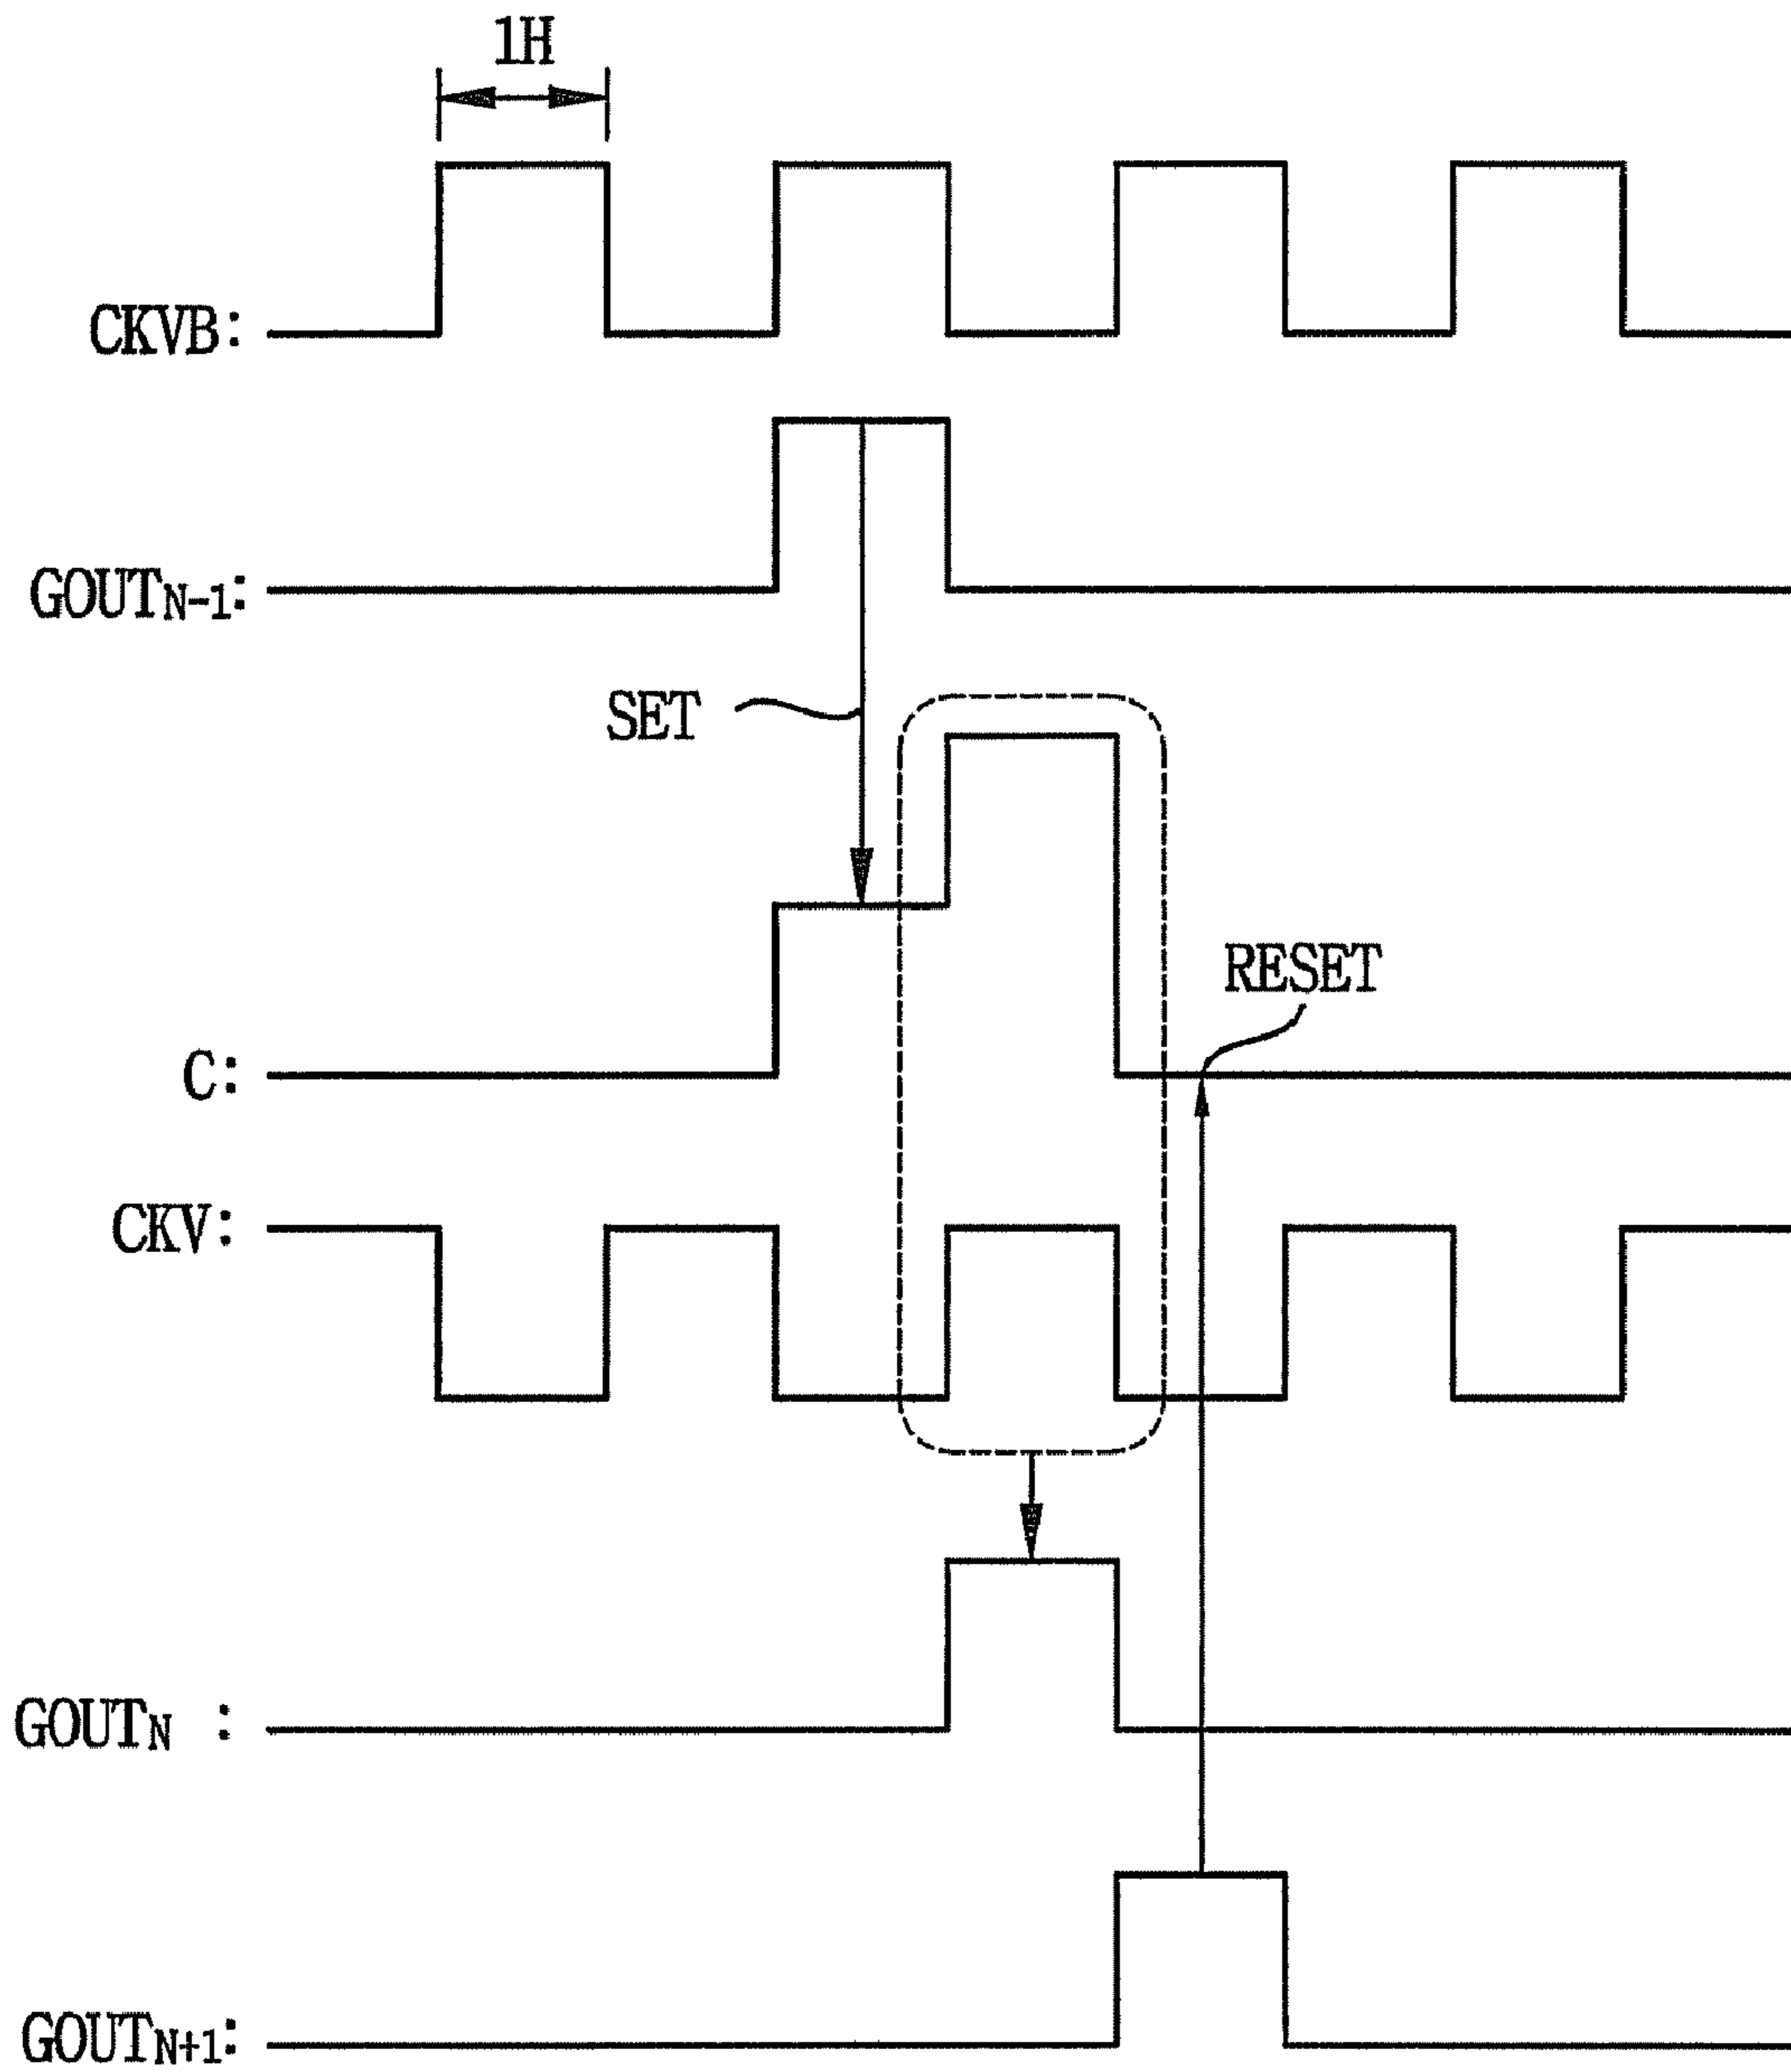 1H
CKVB:
GOUTN-1:
SET
RESET
C:
CKV:
GOUTN :
GOUTN+1: